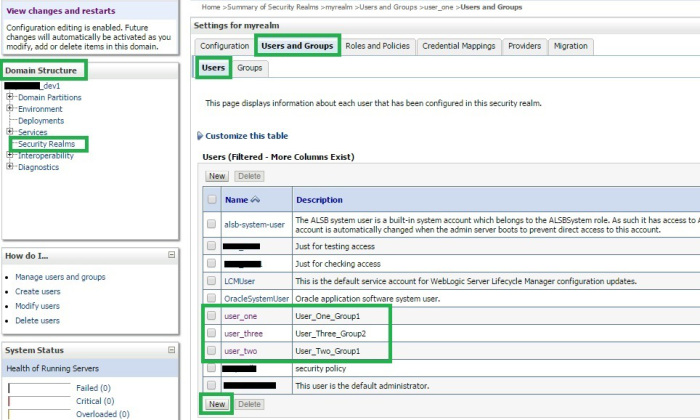 View changes and restarts
Configuration editing is enabled. Future
changes will automatically be activated as you
modify, add or delete items in this domain.
Domain Structure
_dev1
Domain Partitions
Environment
Deployments
Services
Security Realms
Interoperability
Diagnostics
How do I...
Manage users and groups
Create users
Modify users
Delete users
System Status
Health of Running Servers
Failed (0)
Critical (0)
Overloaded (0)
Home >Summary of Security Realms >myrealm >Users and Groups >user_one >Users and Groups
Settings for myrealm
Configuration Users and Groups Roles and Policies Credential Mappings Providers Migration
Users Groups
This page displays information about each user that has been configured in this security realm.
Customize this table
Users (Filtered - More Columns Exist)
New Delete
Name Description
alsb-system-user The ALSB system user is a built-in system account which belongs to the ALSBSystem role. As such it has access to A
account is automatically changed when the admin server boots to prevent direct access to this account.
Just for testing access
Just for checking access
LCMUser This is the default service account for WebLogic Server Lifecycle Manager configuration updates.
OracleSystemUser Oracle application software system user.
user_one User_One_Group1
user_three User_Three_Group2
user_two User_Two_Group1
security policy
This user is the default administrator.
New Delete